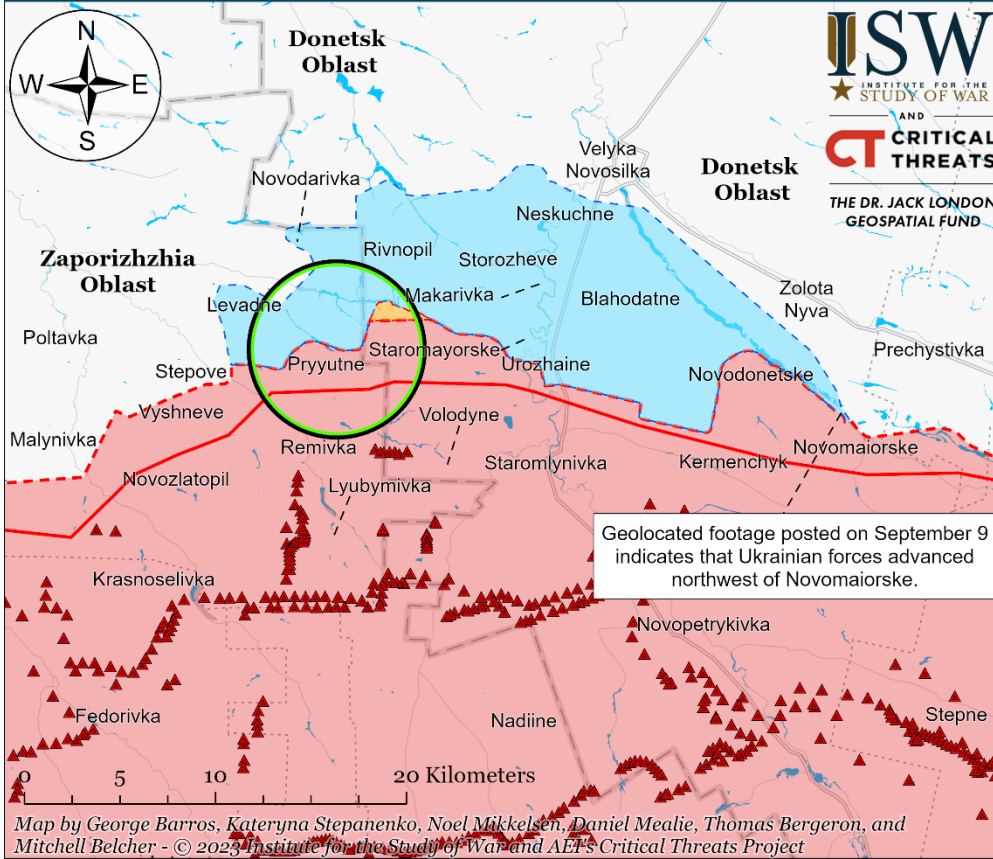 N
W
E
S
Donetsk
Oblast
ISW
INSTITUTE FOR THE
STUDY OF WAR
AND
CT CRITICAL
THREATS
THE DR. JACK LONDON
GEOSPATIAL FUND
Velyka
Novosilka
Donetsk
Oblast
Novodarivka
Neskuchne
Rivnopil
Storozheve
Zaporizhzhia
Oblast
Makarivka
Blahodatne
Zolota
Nyva
Levadne
Poltavka
Staromayorske
Prechystivka
Pryyutne
Urozhaine
Stepove
Novodonetske
Vyshneve
Volodyne
Malynivka
Remivka
Novomaiorske
Staromlynivka
Kermenchyk
Novozlatopil
Lyubymivka
Geolocated footage posted on September 9
indicates that Ukrainian forces advanced
northwest of Novomaiorske.
Krasnoselivka
Novopetrykivka
Fedorivka
Nadiine
Stepne
0 5 10 20 Kilometers
Map by George Barros, Kateryna Stepanenko, Noel Mikkelsen, Daniel Mealie, Thomas Bergeron, and
Mitchell Belcher - © 2023 Institute for the Study of War and AEI's Critical Threats Project